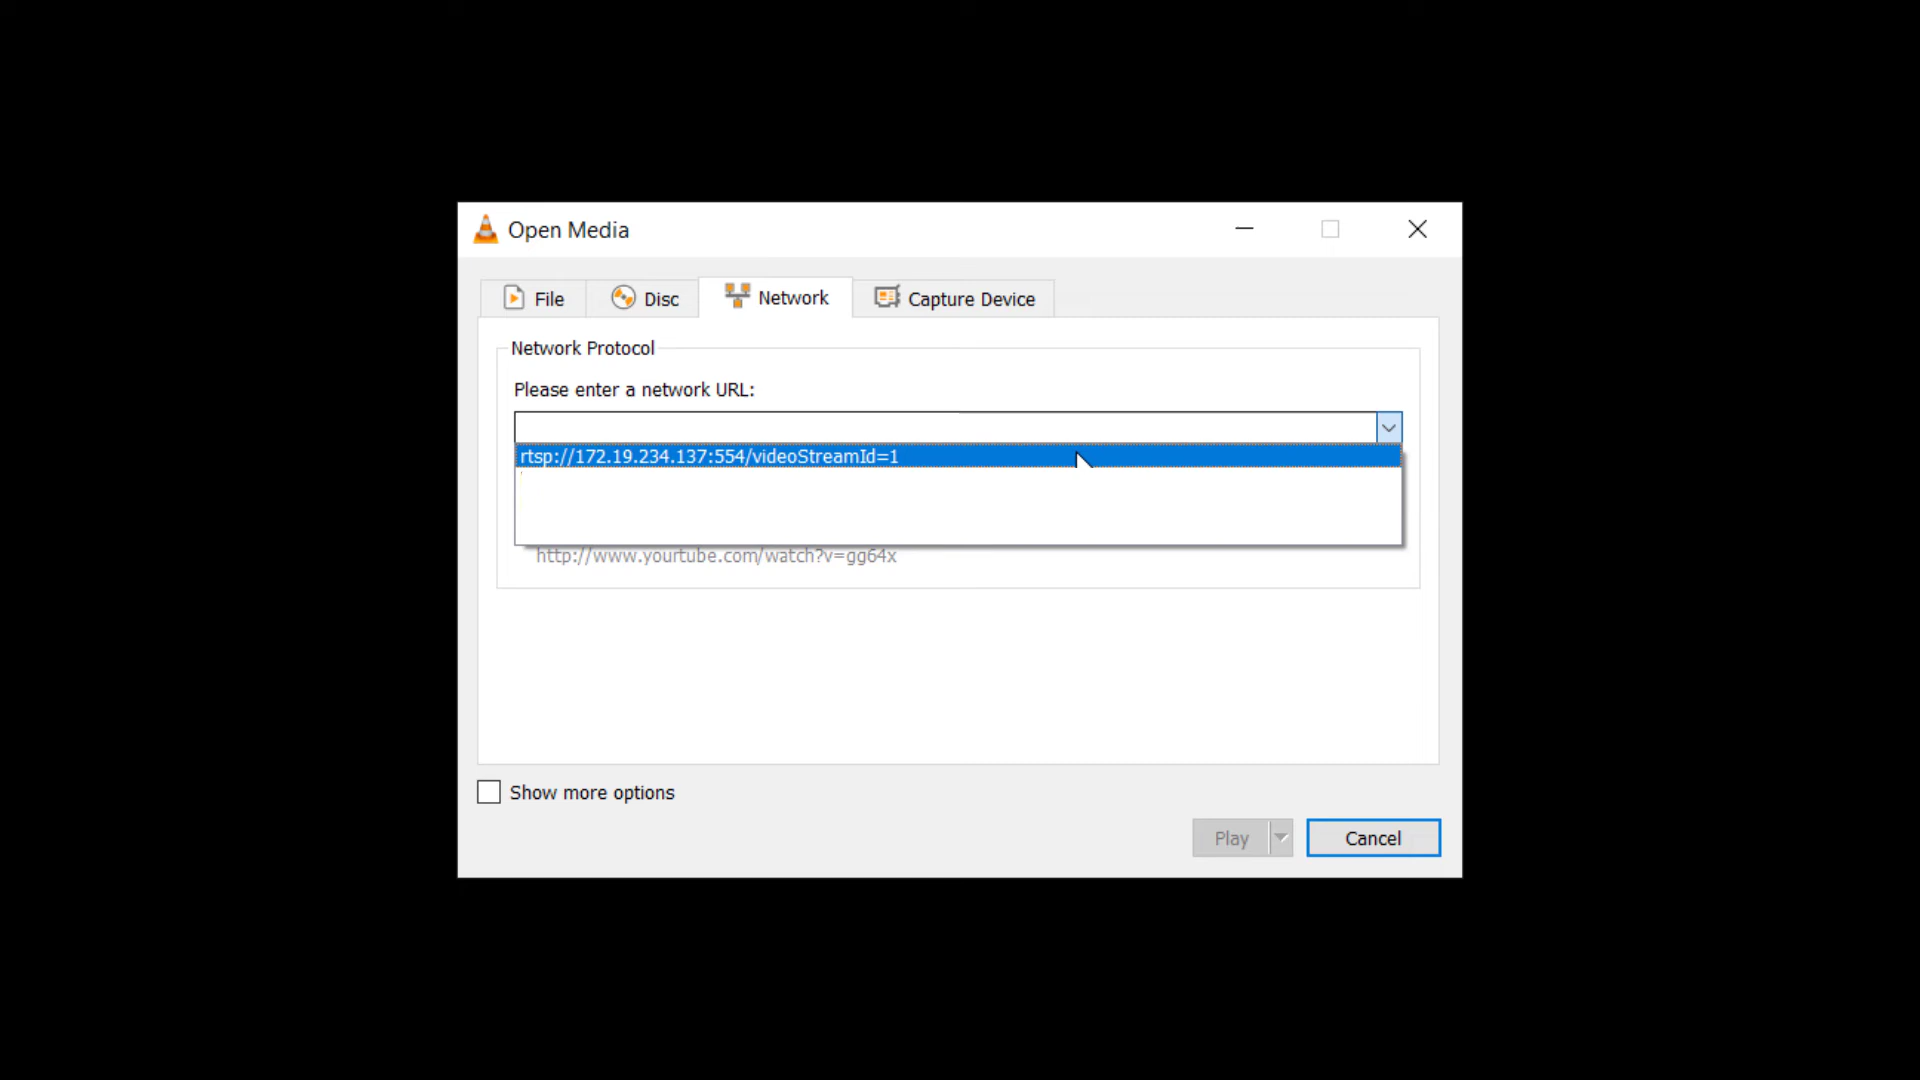 Open Media
File
Disc
Network
Capture Device
Network Protocol
Please enter a network URL:
rtsp://172.19.234.137:554/videoStreamId=1
http://www.yourtube.com/watch?v=gg64x
Show more options
Play
Cancel